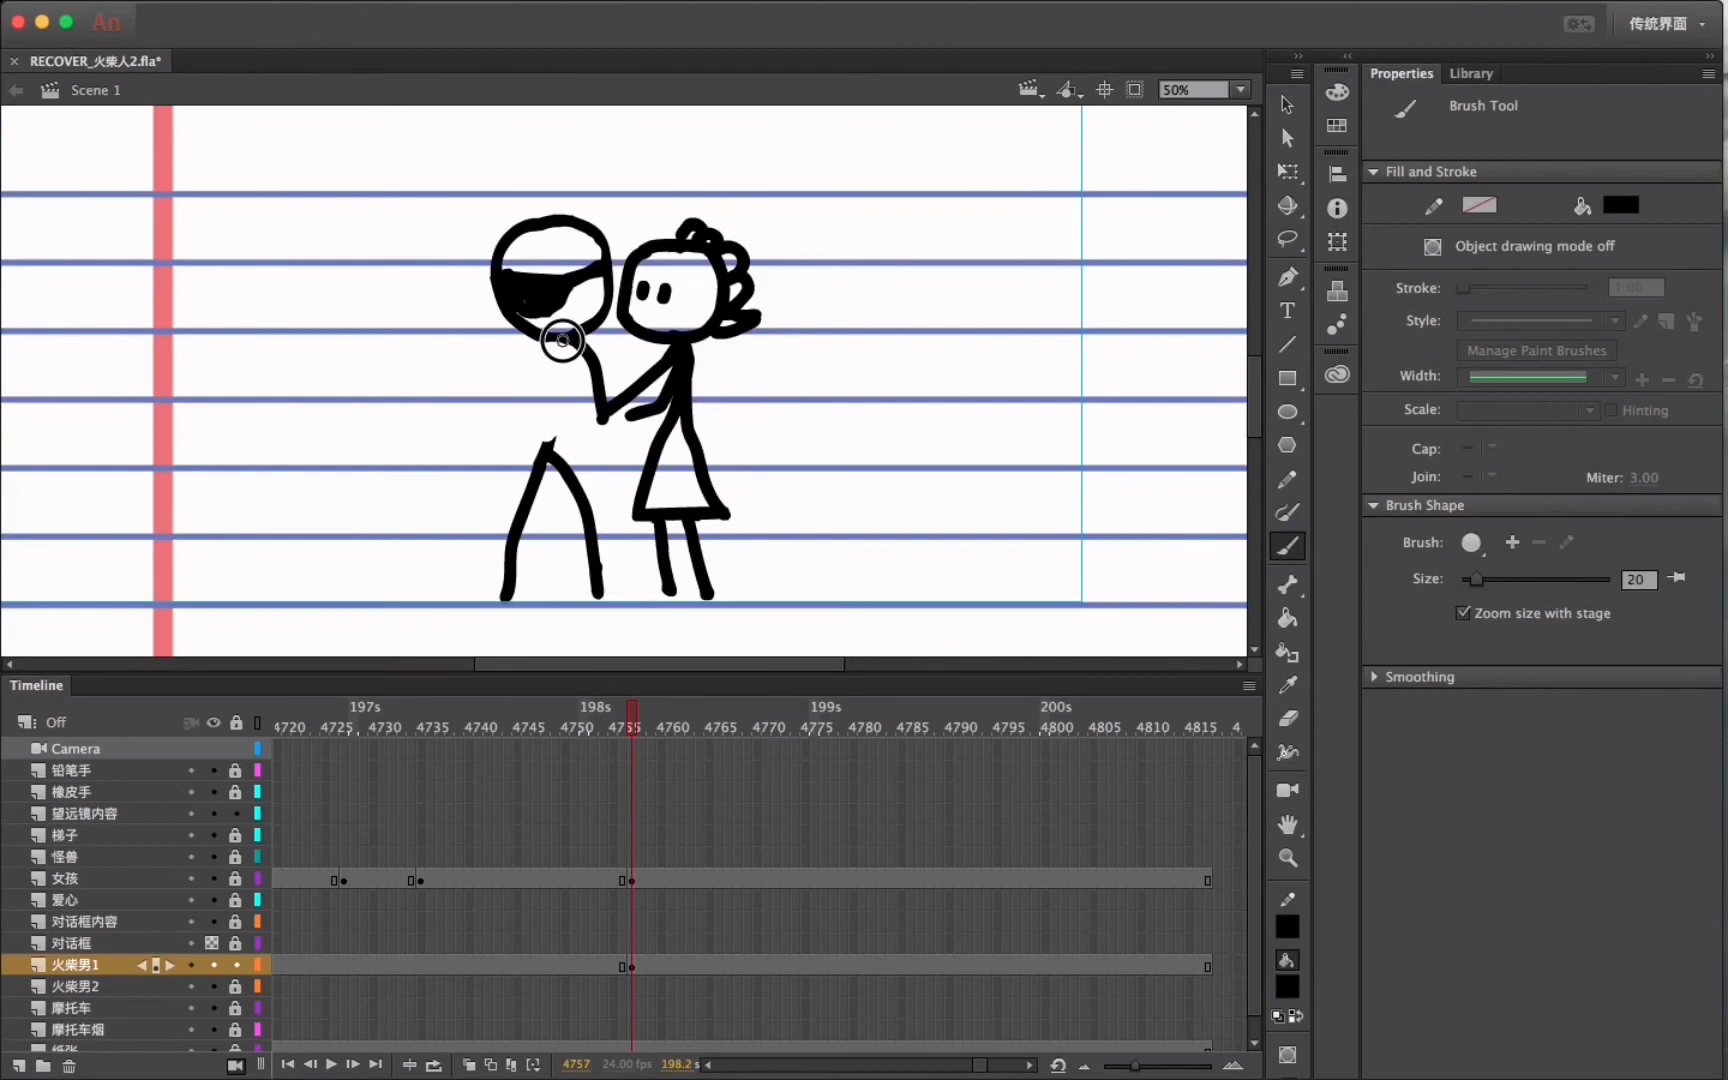 An
传统界面
RECOVER_火柴人2.fla*
Scene 1
50%
Properties
Library
Brush Tool
Fill and Stroke
Object drawing mode off
Stroke:
1.00
Style:
Manage Paint Brushes
Width:
Scale:
Hinting
Cap:
Join:
Miter: 3.00
Brush Shape
Brush:
Size:
20
Zoom size with stage
Smoothing
Timeline
197s
198s
199s
200s
Off
4720 4725 4730 4735 4740 4745 4750 4755 4760 4765 4770 4775 4780 4785 4790 4795 4800 4805 4810 4815 4
Camera
铅笔手
橡皮手
望远镜内容
梯子
怪兽
女孩
爱心
对话框内容
对话框
火柴男1
火柴男2
摩托车
摩托车烟
纸张
4757
24.00 fps
198.2 s